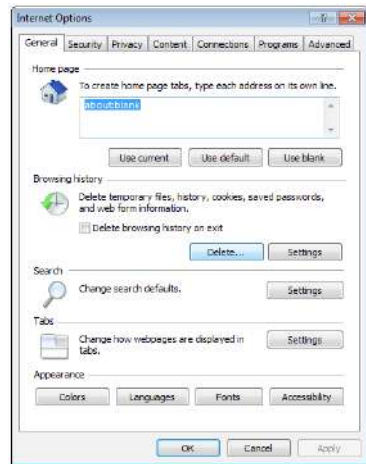 Internet Options
General Security Privacy Content Connections Programs Advanced
Home page
To create home page tabs, type each address on its own line.
about:blank
Use current Use default Use blank
Browsing history
Delete temporary files, history, cookies, saved passwords,
and web form information.
Delete browsing history on exit
Delete... Settings
Search
Change search defaults. Settings
Tabs
Change how webpages are displayed in
tabs. Settings
Appearance
Colors Languages Fonts Accessibility
OK Cancel Apply